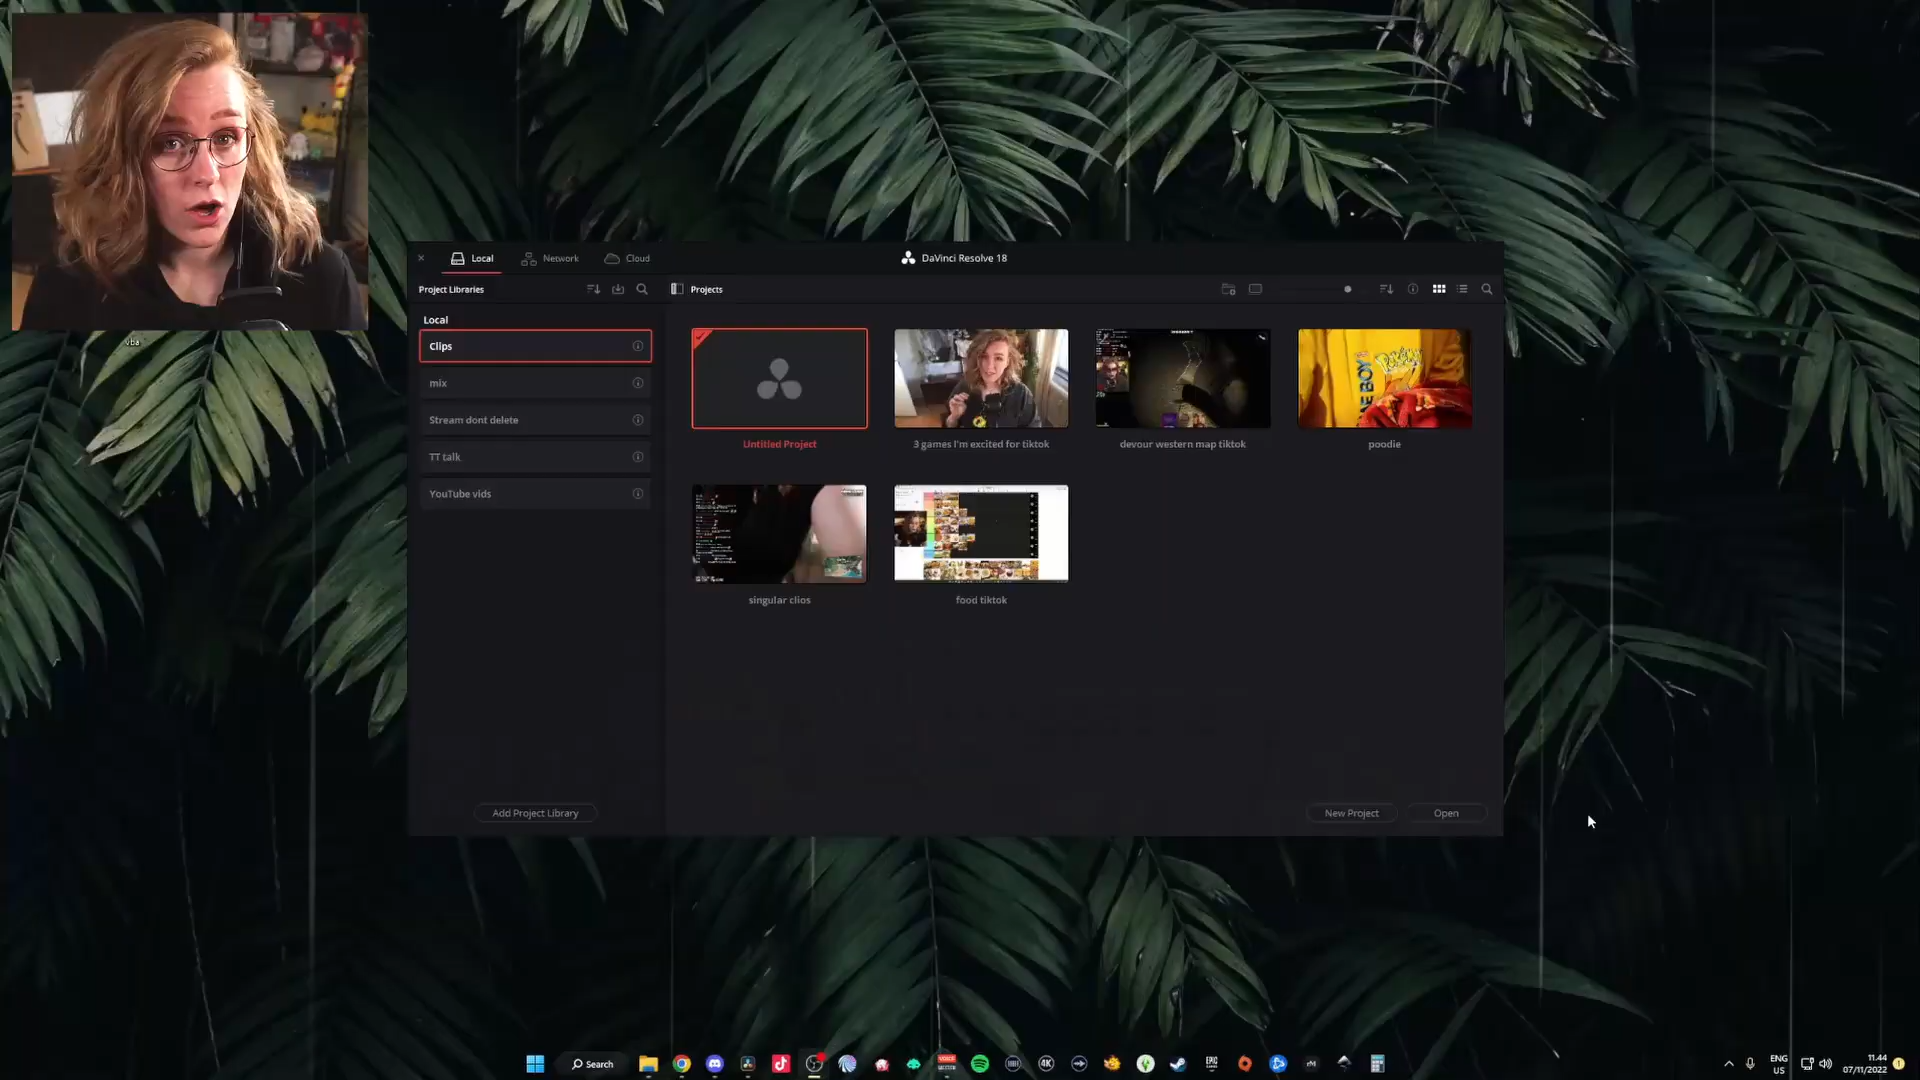 vba
Local
Network
Cloud
DaVinci Resolve 18
Project Libraries
Projects
Local
Clips
mix
Stream dont delete
TT talk
YouTube vids
Untitled Project
3 games I'm excited for tiktok
devour western map tiktok
poodie
singular clios
food tiktok
Add Project Library
New Project
Open
Search
ENG
US
11.44
07/11/2022